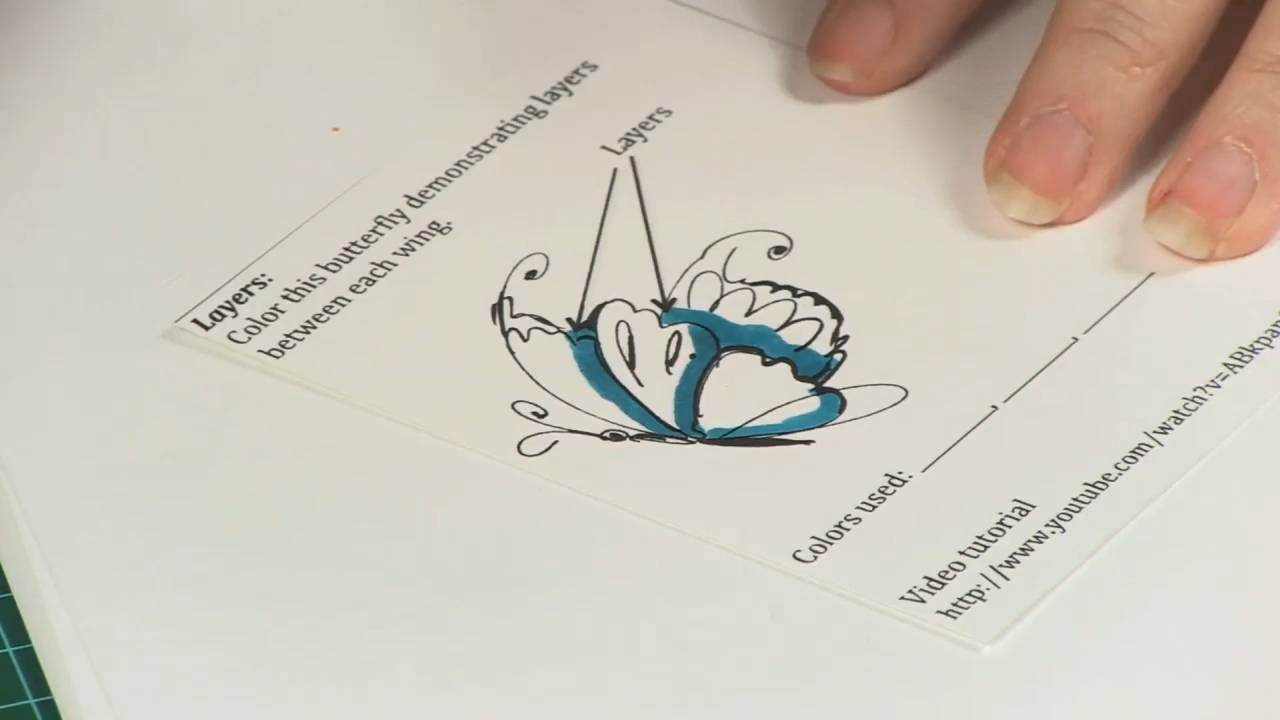 Layers:
Color this butterfly demonstrating layers
between each wing.
Layers
Colors used:
Video tutorial
http://www.youtube.com/watch?v=ABkpa